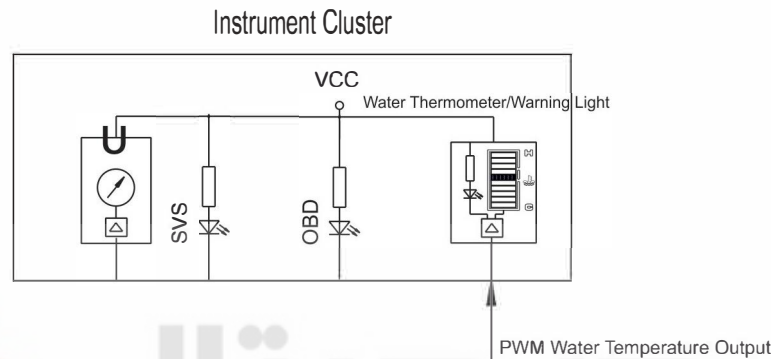 Instrument Cluster
VCC
Water Thermometer/Warning Light
U
SVS
OBD
H
C
PWM Water Temperature Output